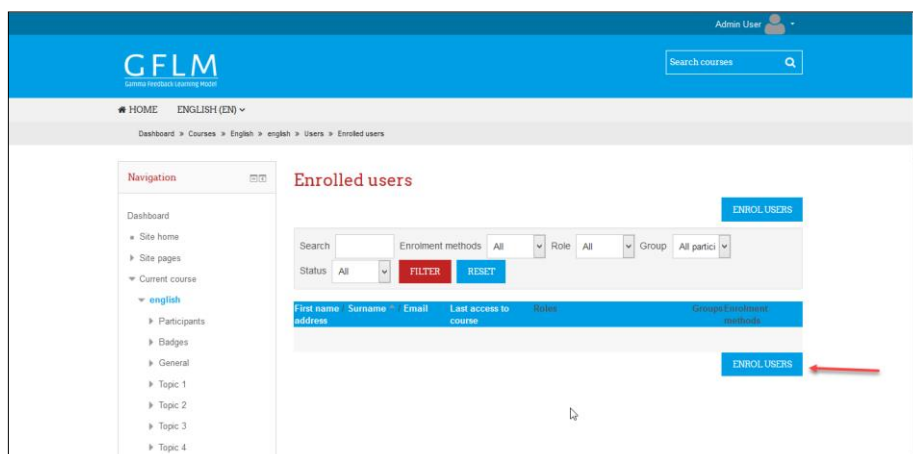 Admin User
GFLM
Gamma Feedback Learning Model
Search courses
HOME ENGLISH (EN)
Dashboard » Courses » English » english » Users » Enrolled users
Navigation
Dashboard
Site home
Site pages
Current course
english
Participants
Badges
General
Topic 1
Topic 2
Topic 3
Topic 4
Enrolled users
ENROL USERS
Search Enrolment methods All Role All Group All partici
Status All FILTER RESET
First name / Surname / Email address
Last access to course
Roles
Groups
Enrolment methods
ENROL USERS